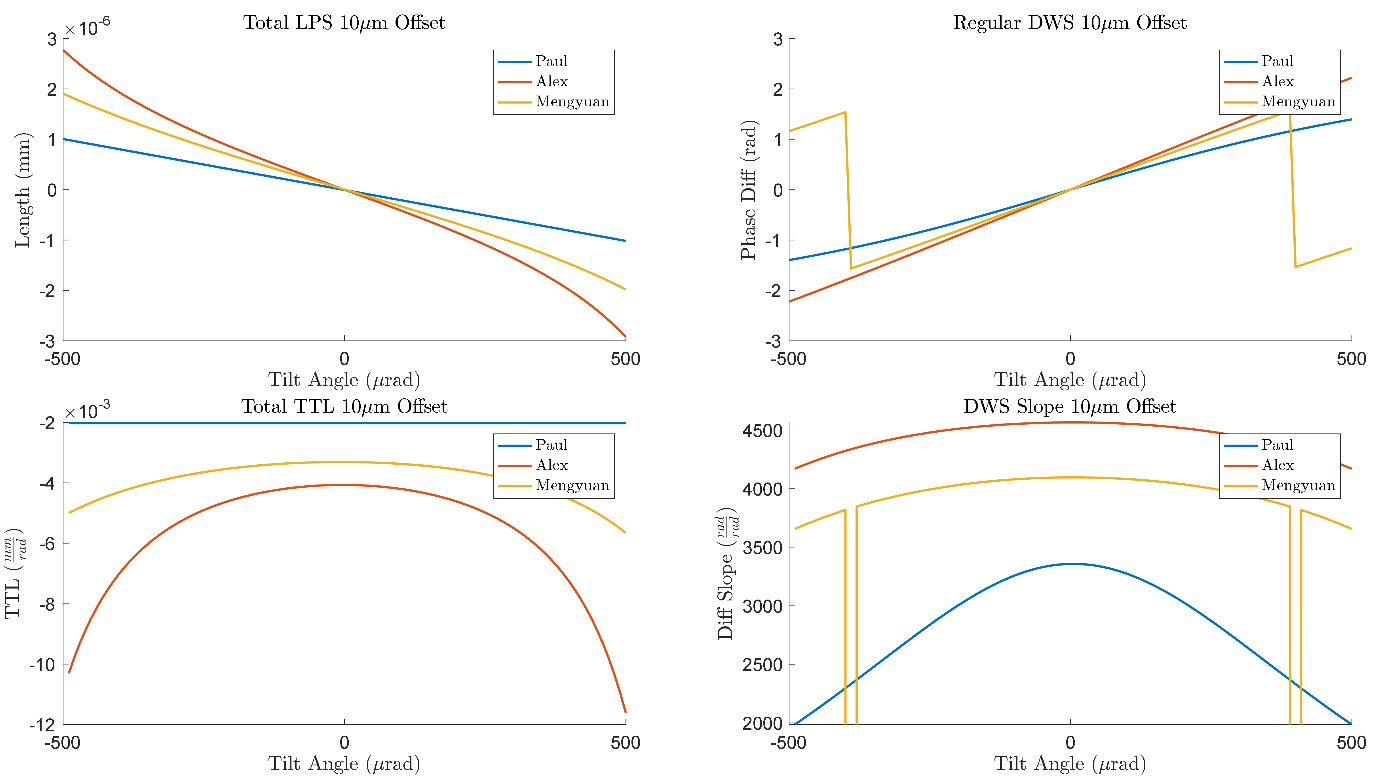 Total LPS 10μm Offset
×10⁻⁶
3
2
1
0
-1
-2
-3
Length (mm)
-500
0
500
Tilt Angle (μrad)
Paul
Alex
Mengyuan
Regular DWS 10μm Offset
3
2
1
0
-1
-2
-3
Phase Diff (rad)
-500
0
500
Tilt Angle (μrad)
Paul
Alex
Mengyuan
Total TTL 10μm Offset
×10⁻³
-2
-4
-6
-8
-10
-12
TTL (mm/rad)
-500
0
500
Tilt Angle (μrad)
Paul
Alex
Mengyuan
DWS Slope 10μm Offset
4500
4000
3500
3000
2500
2000
Diff Slope (rad/rad)
-500
0
500
Tilt Angle (μrad)
Paul
Alex
Mengyuan